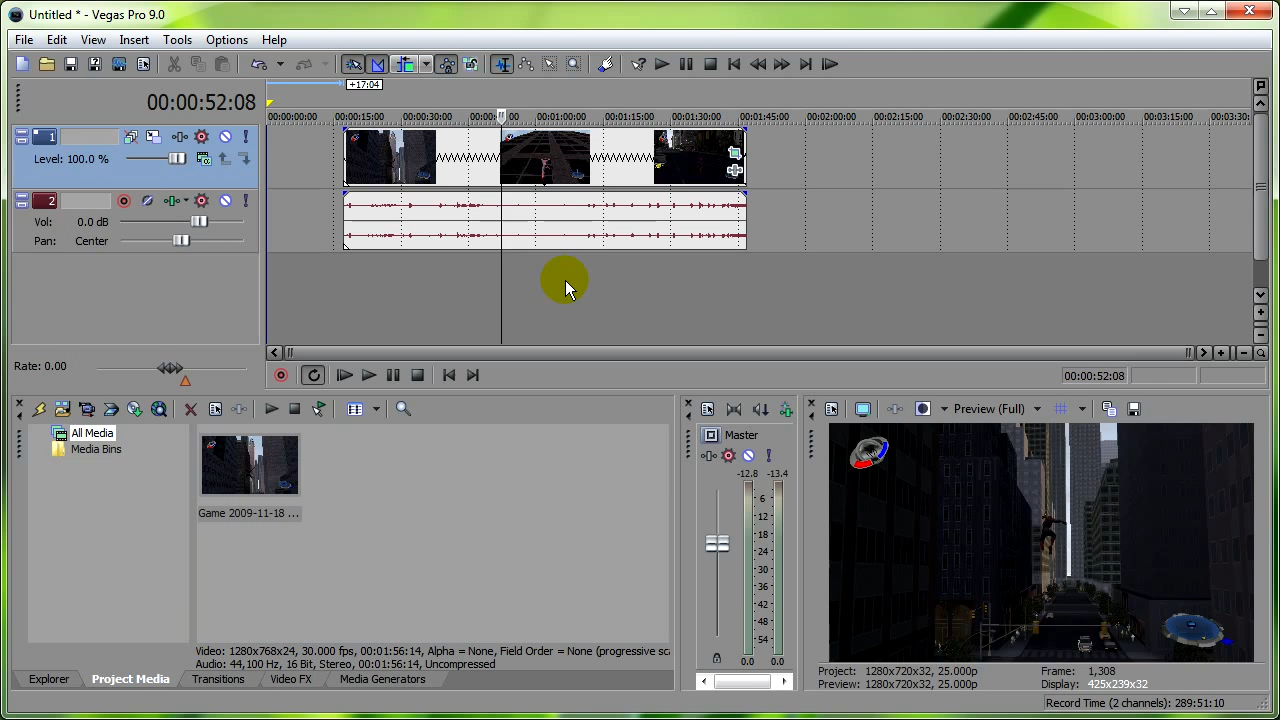 Untitled * - Vegas Pro 9.0
File Edit View Insert Tools Options Help
+17:04
00:00:52:08
00:00:00:00 00:00:15:00 00:00:30:00 00:01:00:00 00:01:15:00 00:01:30:00 00:01:45:00 00:02:00:00 00:02:15:00 00:02:30:00 00:02:45:00 00:03:00:00 00:03:15:00 00:03:30:
1
Level: 100.0 %
2
Vol: 0.0 dB
Pan: Center
Rate: 0.00
00:00:52:08
Preview (Full)
All Media
Media Bins
Game 2009-11-18 ...
Master
-12.8 -13.4
6
12
18
24
30
36
42
48
54
0.0 0.0
Video: 1280x768x24, 30.000 fps, 00:01:56:14, Alpha = None, Field Order = None (progressive sca
Audio: 44,100 Hz, 16 Bit, Stereo, 00:01:56:14, Uncompressed
Explorer Project Media Transitions Video FX Media Generators
Project: 1280x720x32, 25.000p Frame: 1,308
Preview: 1280x720x32, 25.000p Display: 425x239x32
Record Time (2 channels): 289:51:10